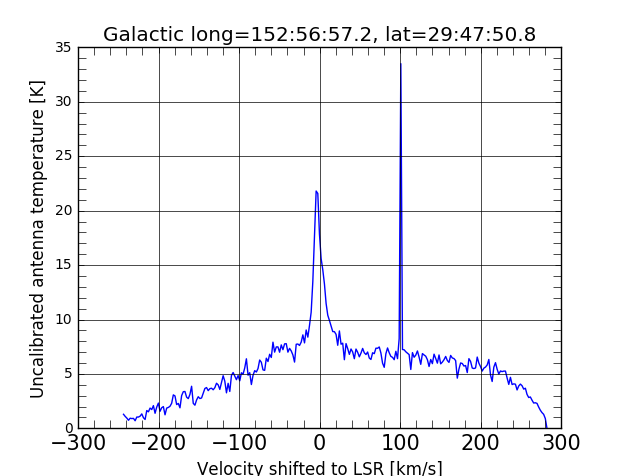 Galactic long=152:56:57.2, lat=29:47:50.8
Uncalibrated antenna temperature [K]
35
30
25
20
15
10
5
0
−300 −200 −100 0 100 200 300
Velocity shifted to LSR [km/s]